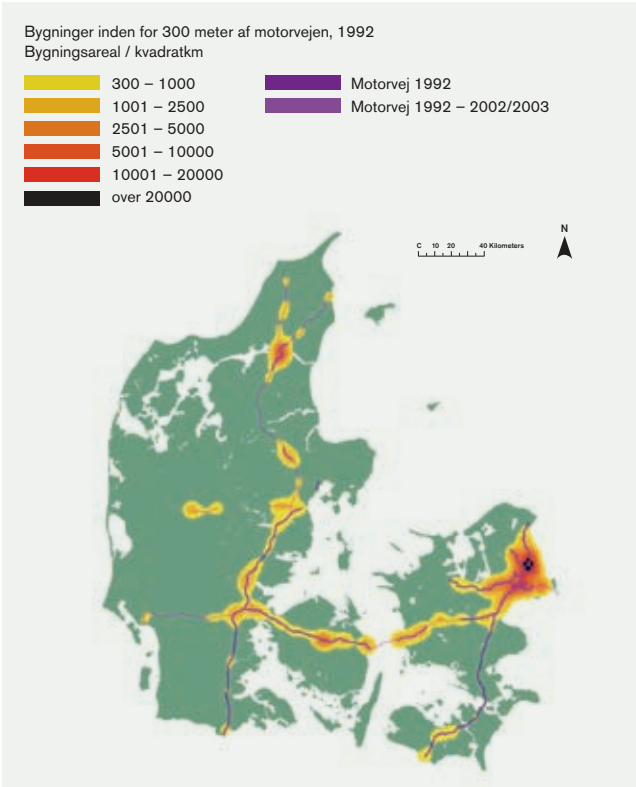 Bygninger inden for 300 meter af motorvejen, 1992
Bygningsareal / kvadratkm
300 – 1000
1001 – 2500
2501 – 5000
5001 – 10000
10001 – 20000
over 20000
Motorvej 1992
Motorvej 1992 – 2002/2003
C 10 20 40 Kilometers
N